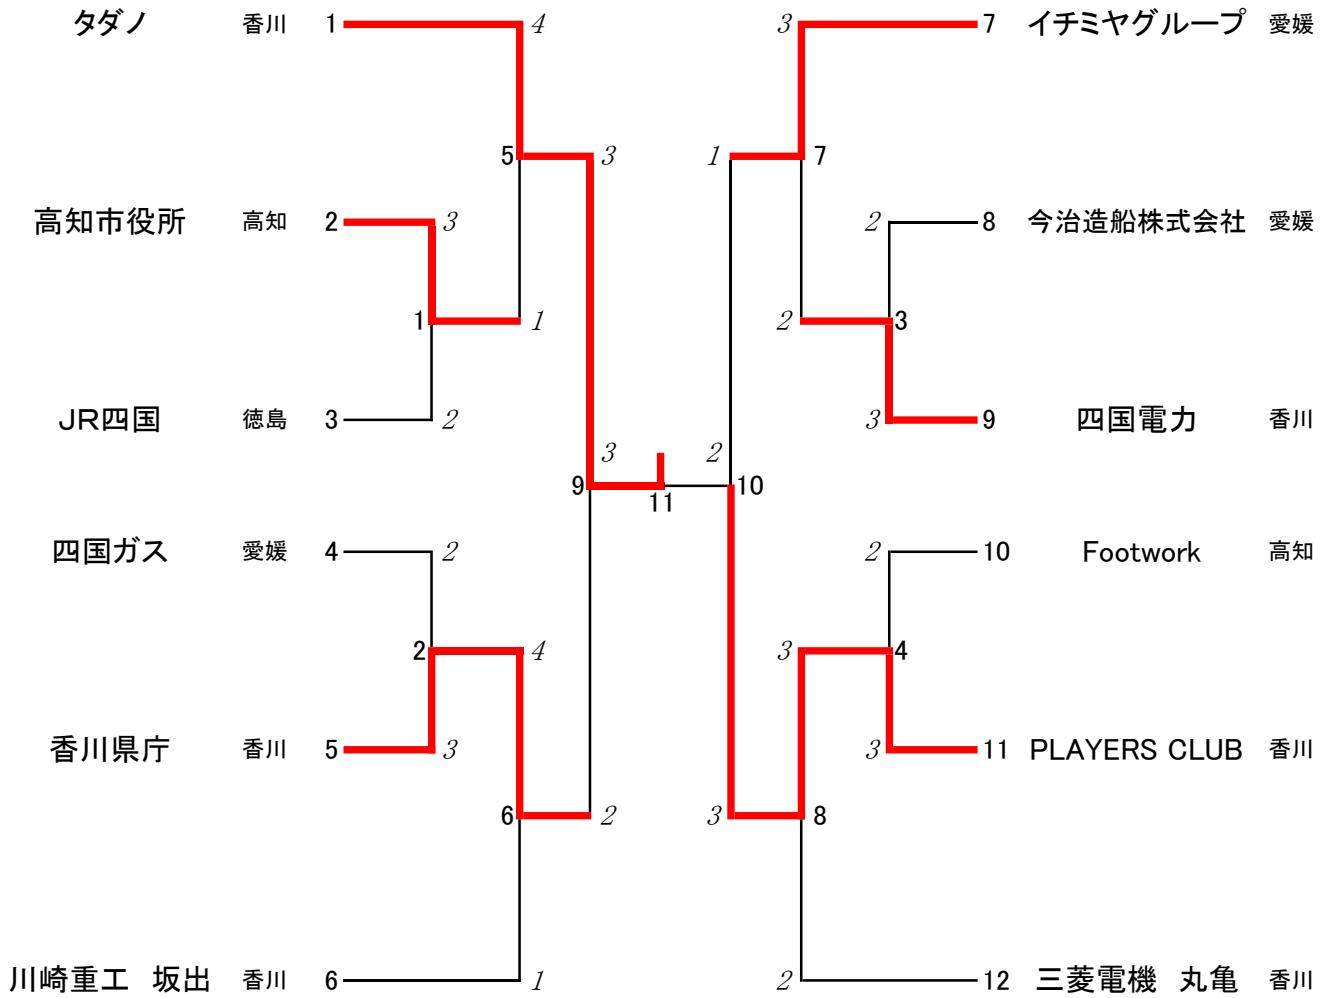 タダノ 香川 1 4 3 7 イチミヤグループ 愛媛
5 3 1 7
高知市役所 高知 2 3 2 8 今治造船株式会社 愛媛
1 1 2 3
JR四国 徳島 3 2 3 9 四国電力 香川
3 2
9 11 10
四国ガス 愛媛 4 2 2 10 Footwork 高知
2 4 3 4
香川県庁 香川 5 3 3 11 PLAYERS CLUB 香川
6 2 3 8
川崎重工 坂出 香川 6 1 2 12 三菱電機 丸亀 香川